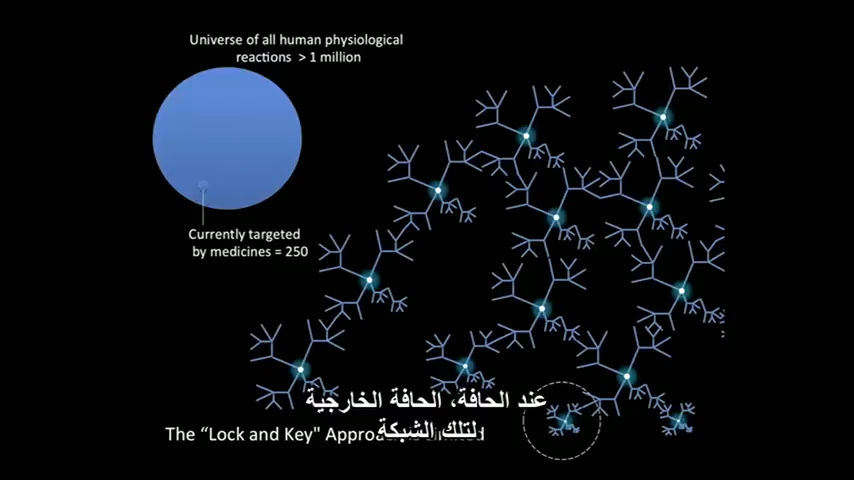 Universe of all human physiological
reactions > 1 million
Currently targeted
by medicines = 250
عند الحافة، الحافة الخارجية
لتلك الشبكة
The “Lock and Key" Approach